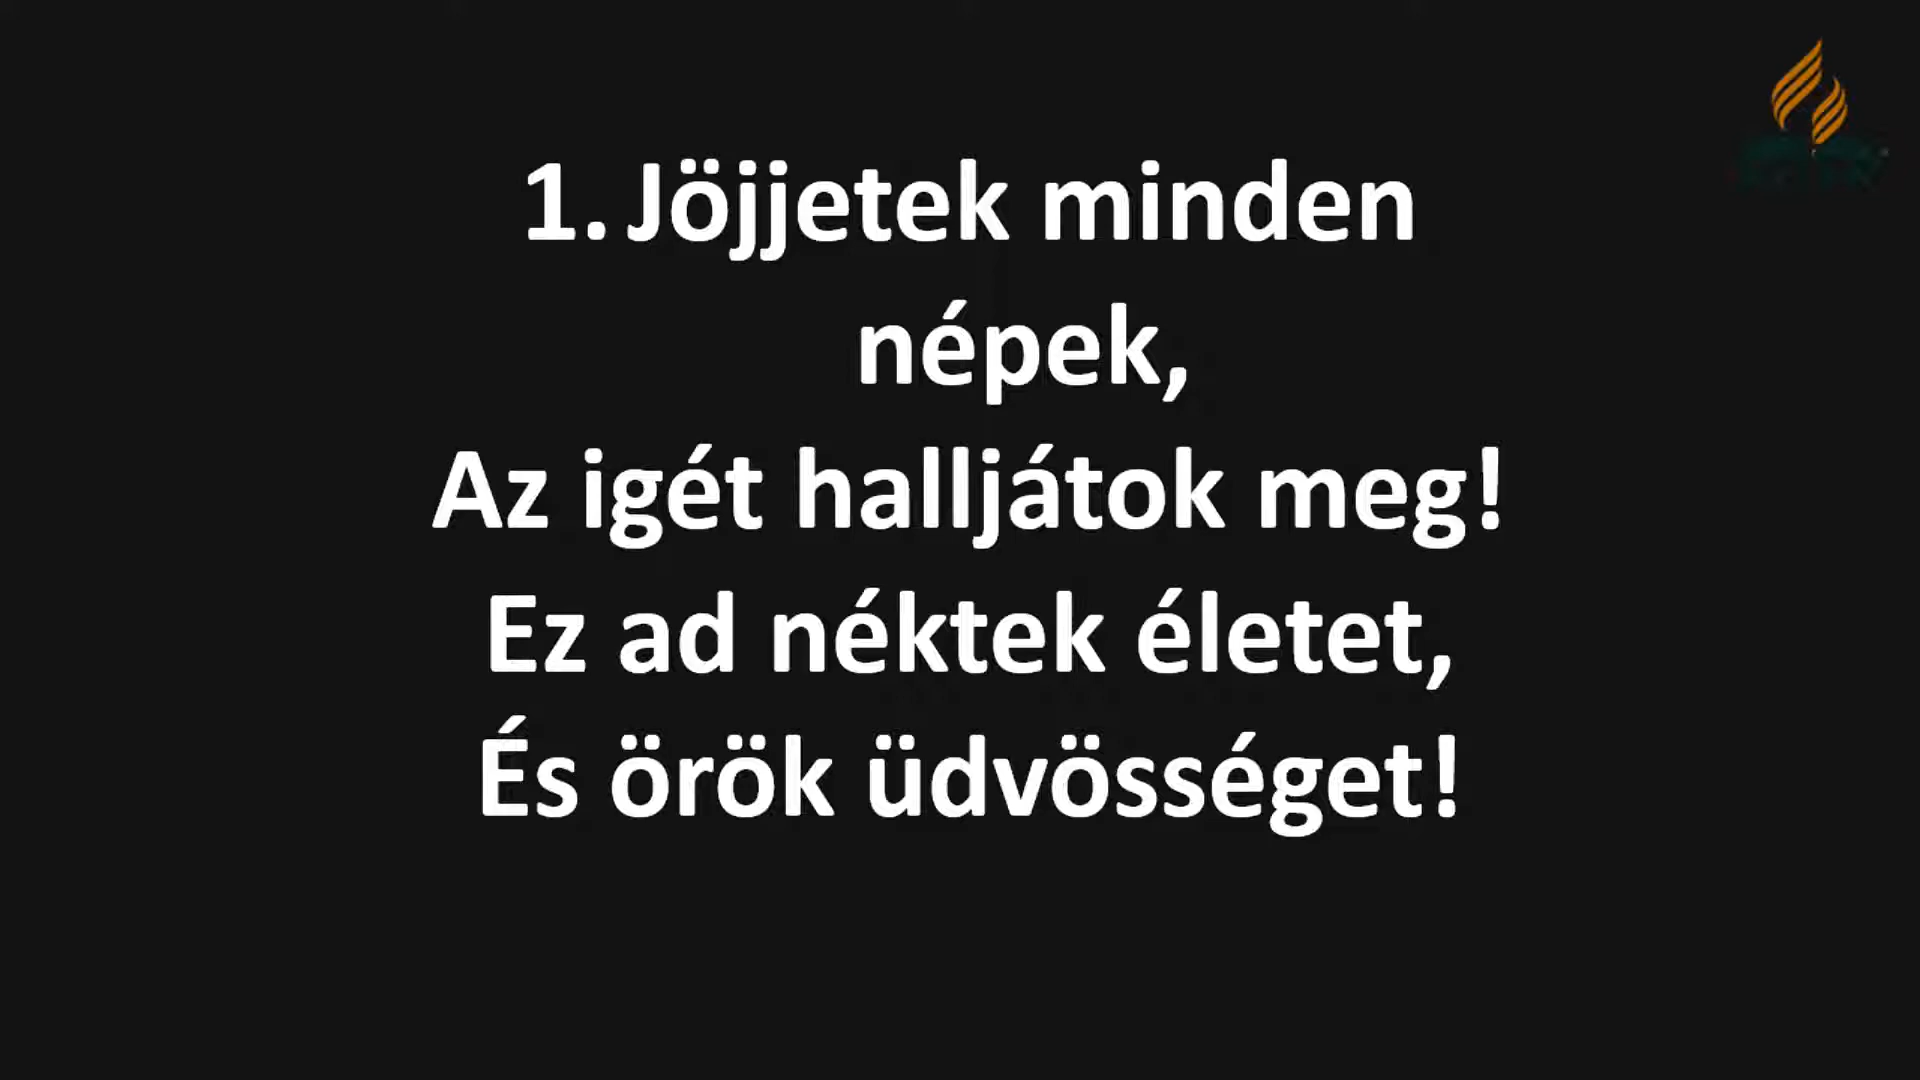 1. Jöjjetek minden
népek,
Az igét halljátok meg!
Ez ad néktek életet,
És örök üdvösséget!